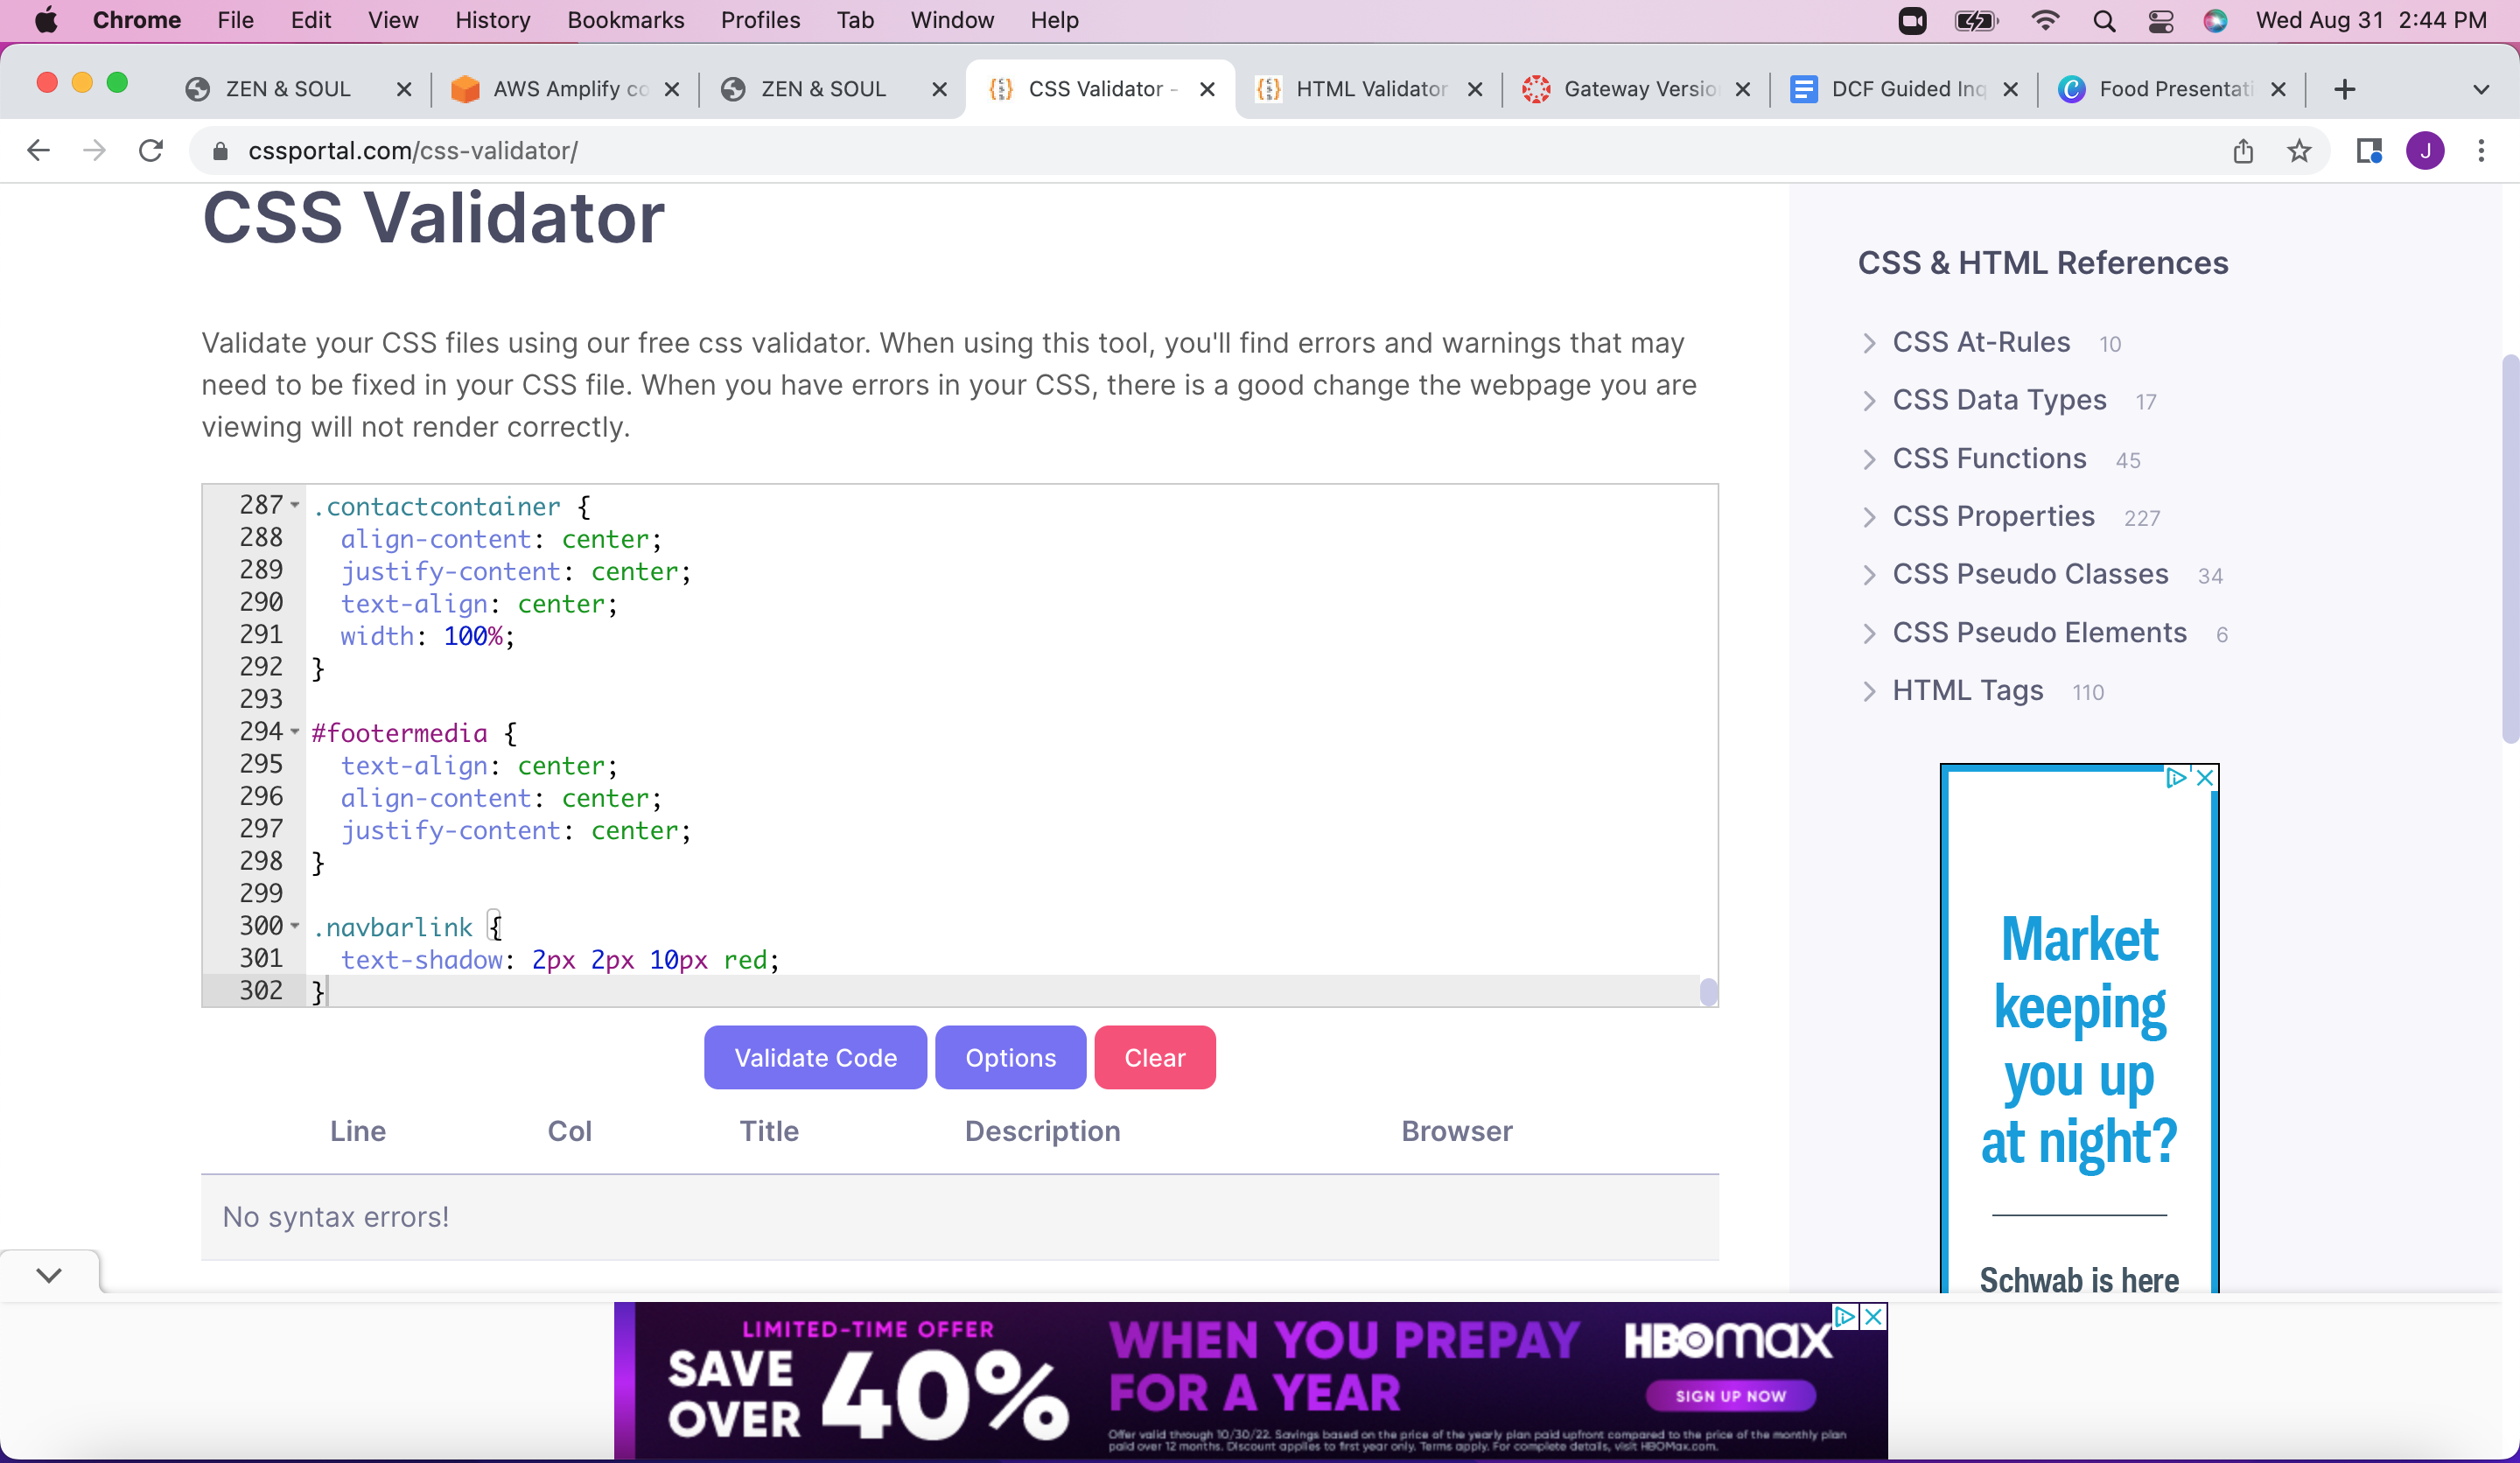 Chrome File Edit View History Bookmarks Profiles Tab Window Help Wed Aug 31 2:44 PM
ZEN & SOUL AWS Amplify co ZEN & SOUL CSS Validator - HTML Validator Gateway Versio DCF Guided Inq Food Presentati
cssportal.com/css-validator/ J
CSS Validator
Validate your CSS files using our free css validator. When using this tool, you'll find errors and warnings that may
need to be fixed in your CSS file. When you have errors in your CSS, there is a good change the webpage you are
viewing will not render correctly.
287 .contactcontainer {
288 align-content: center;
289 justify-content: center;
290 text-align: center;
291 width: 100%;
292 }
293
294 #footermedia {
295 text-align: center;
296 align-content: center;
297 justify-content: center;
298 }
299
300 .navbarlink {
301 text-shadow: 2px 2px 10px red;
302 }
Validate Code Options Clear
Line Col Title Description Browser
No syntax errors!
CSS & HTML References
CSS At-Rules 10
CSS Data Types 17
CSS Functions 45
CSS Properties 227
CSS Pseudo Classes 34
CSS Pseudo Elements 6
HTML Tags 110
Market
keeping
you up
at night?
Schwab is here
LIMITED-TIME OFFER
SAVE
OVER
40%
WHEN YOU PREPAY
FOR A YEAR
HBOmax
SIGN UP NOW
Offer valid through 10/30/22. Savings based on the price of the yearly plan paid upfront compared to the price of the monthly plan
paid over 12 months. Discount applies to first year only. Terms apply. For complete details, visit HBOMax.com.